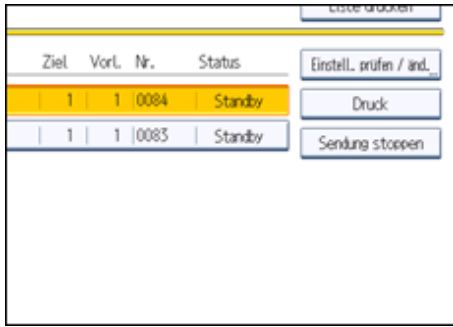 Liste drucken
Ziel Vorl. Nr. Status Einstell. prüfen / änd.
1 1 0084 Standby Druck
1 1 0083 Standby Sendung stoppen